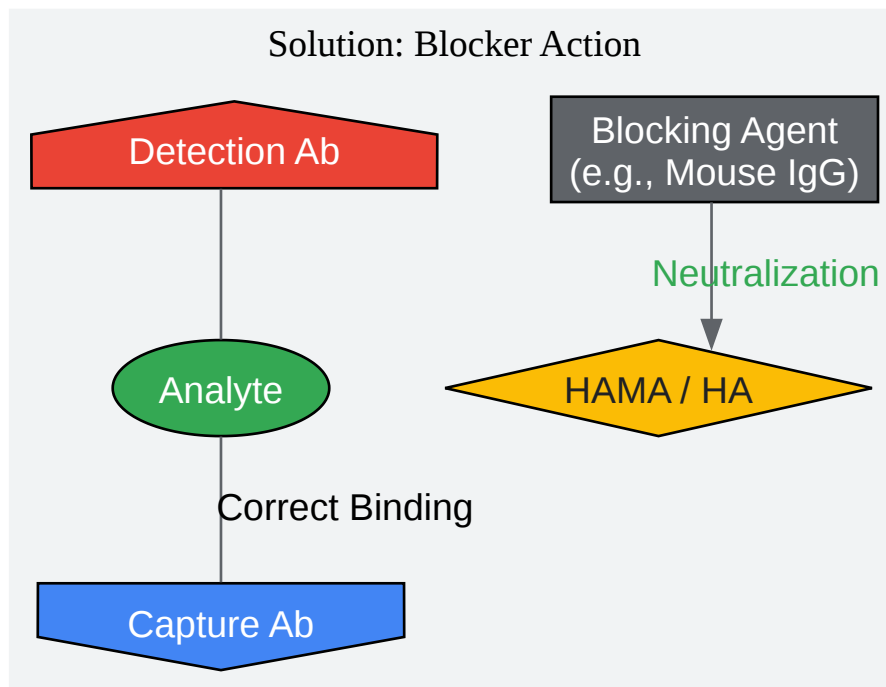 Solution: Blocker Action
Detection Ab
Blocking Agent
(e.g., Mouse IgG)
Neutralization
Analyte
HAMA / HA
Correct Binding
Capture Ab